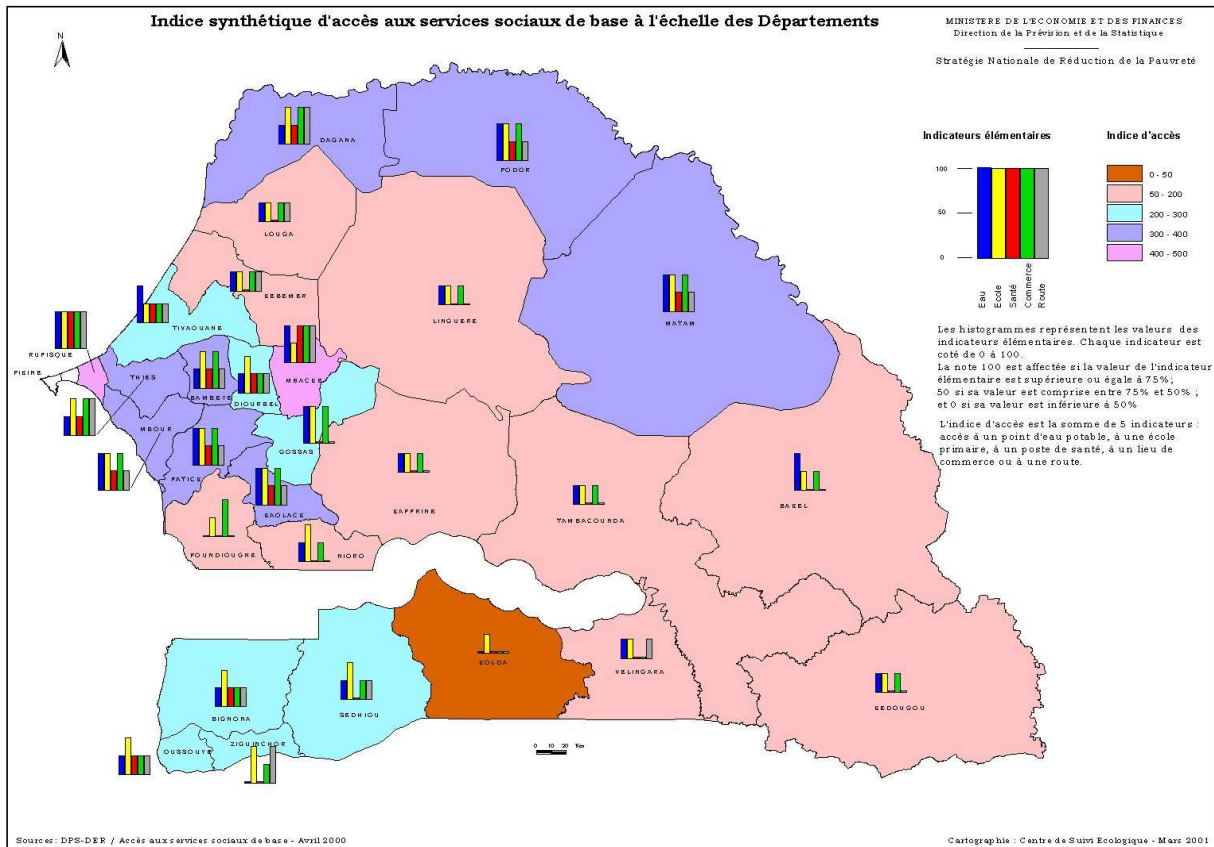 Indice synthétique d'accès aux services sociaux de base à l'échelle des Départements
MINISTERE DE L'ECONOMIE ET DES FINANCES
Direction de la Prévision et de la Statistique
Stratégie Nationale de Réduction de la Pauvreté
N
Indicateurs élémentaires
100
50
0
Eau
Ecole
Santé
Commerce
Route
Indice d'accès
0 - 50
50 - 200
200 - 300
300 - 400
400 - 500
Les histogrammes représentent les valeurs des
indicateurs élémentaires. Chaque indicateur est
coté de 0 à 100.
La note 100 est affectée si la valeur de l'indicateur
élémentaire est supérieure ou égale à 75%;
50 si sa valeur est comprise entre 75% et 50% ;
et 0 si sa valeur est inférieure à 50%
L'indice d'accès est la somme de 5 indicateurs :
accès à un point d'eau potable, à une école
primaire, à un poste de santé, à un lieu de
commerce ou à une route.
DAGANA
PODOR
LOUGA
KEBEMER
LINGUERE
MATAM
TIVAOUANE
RUFISQUE
PIKINE
THIES
BAMBEYE
DIOURBEL
MBACKE
MBOUR
FATICK
GOSSAS
KAOLACK
KAFFRINE
TAMBACOUNDA
BAKEL
FOUNDIOUGNE
NIORO
KOLDA
VELINGARA
KEDOUGOU
BIGNONA
SEDHIOU
OUSSOUYE
ZIGUINCHOR
0 10 20 Km
Sources: DPS-DER / Accès aux services sociaux de base - Avril 2000
Cartographie : Centre de Suivi Ecologique - Mars 2001